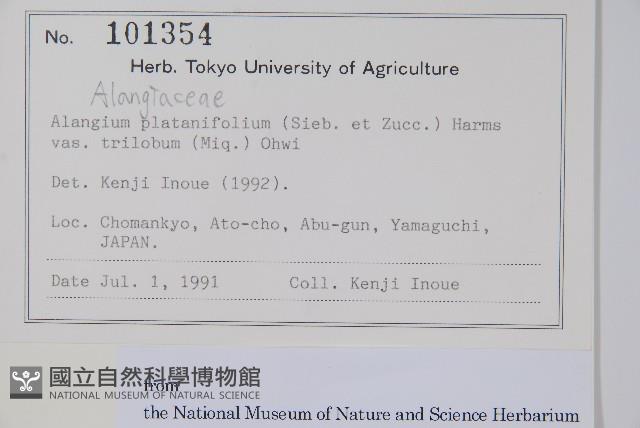 No. 101354
Herb. Tokyo University of Agriculture
Alangiaceae
Alangium platanifolium (Sieb. et Zucc.) Harms
vas. trilobum (Miq.) Ohwi
Det. Kenji Inoue (1992).
Loc. Chomankyo, Ato-cho, Abu-gun, Yamaguchi,
JAPAN.
Date Jul. 1, 1991 Coll. Kenji Inoue
國立自然科學博物館
NATIONAL MUSEUM OF NATURAL SCIENCE
from
the National Museum of Nature and Science Herbarium